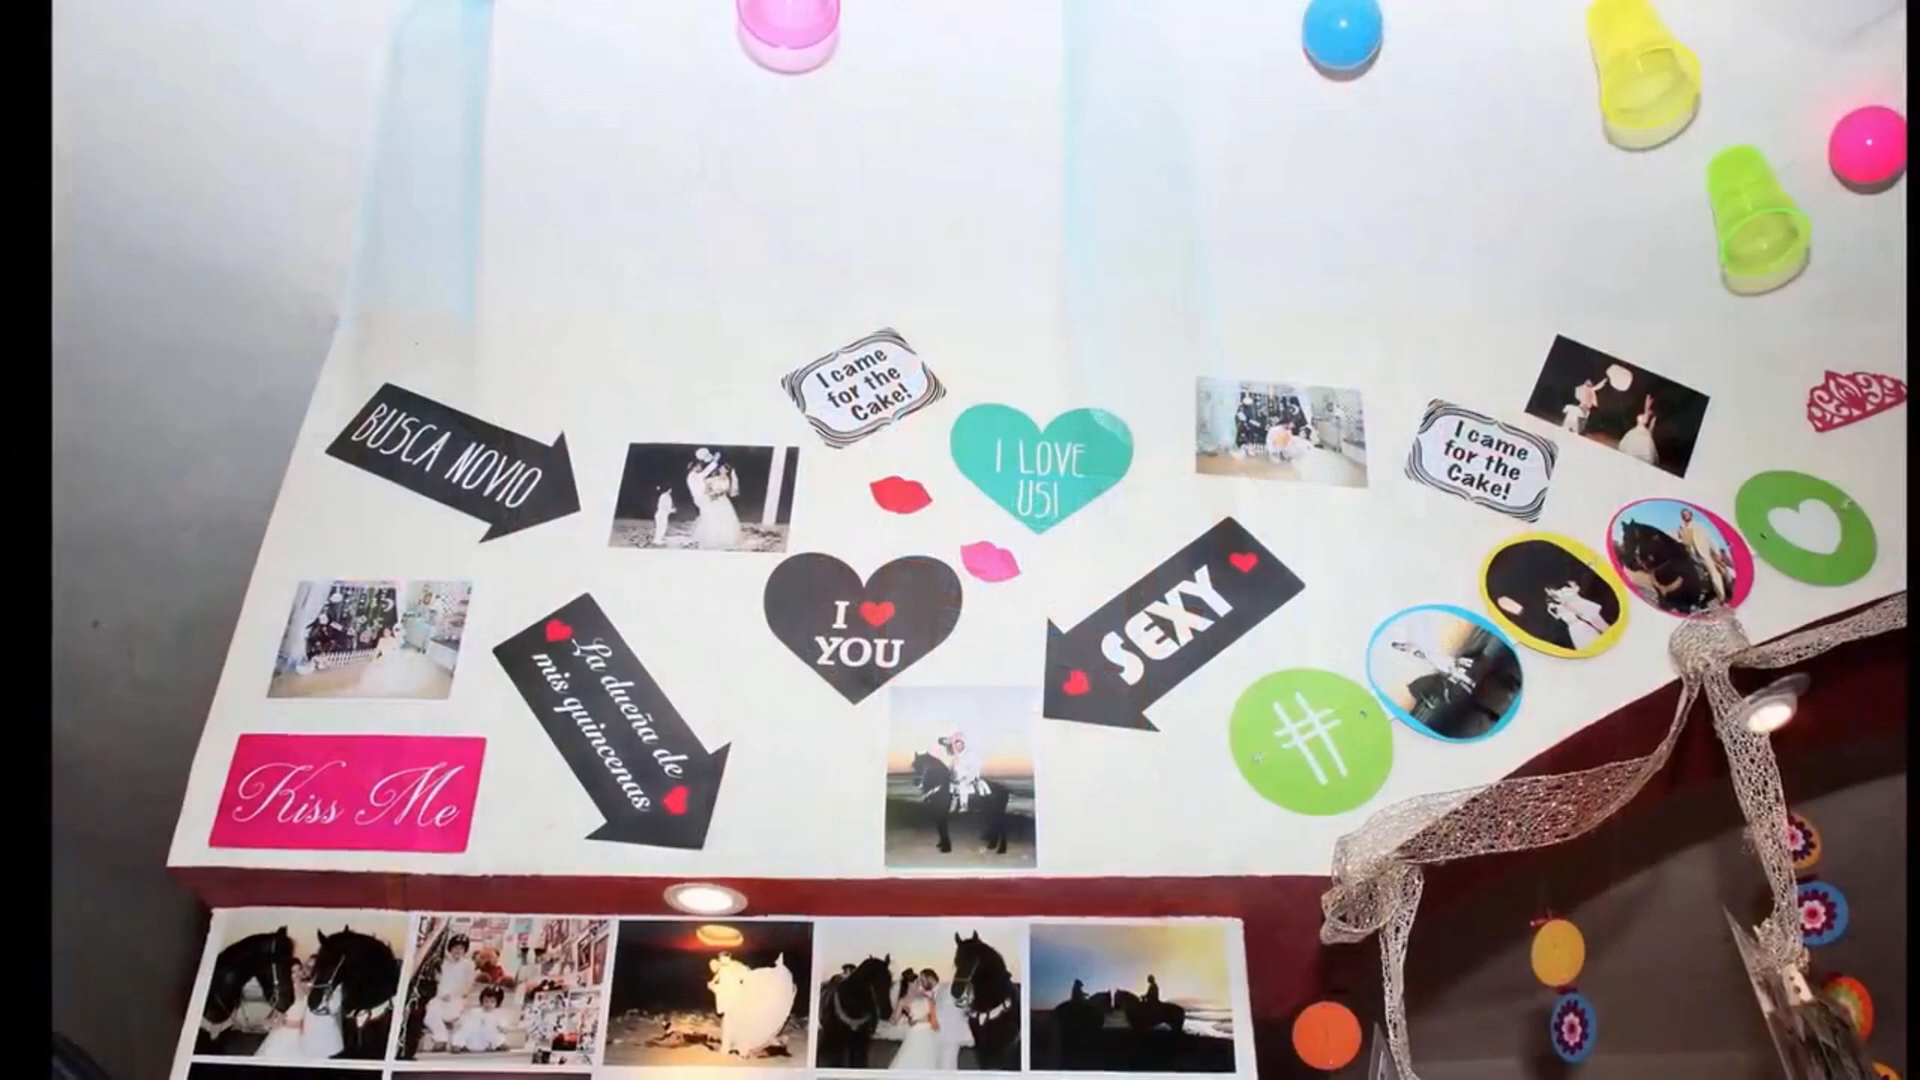 I came
for the
Cake!
BUSCA NOVIO
I LOVE
US!
I came
for the
Cake!
I ❤
YOU
SEXY
La dueña de
mis quincenas
#
Kiss Me